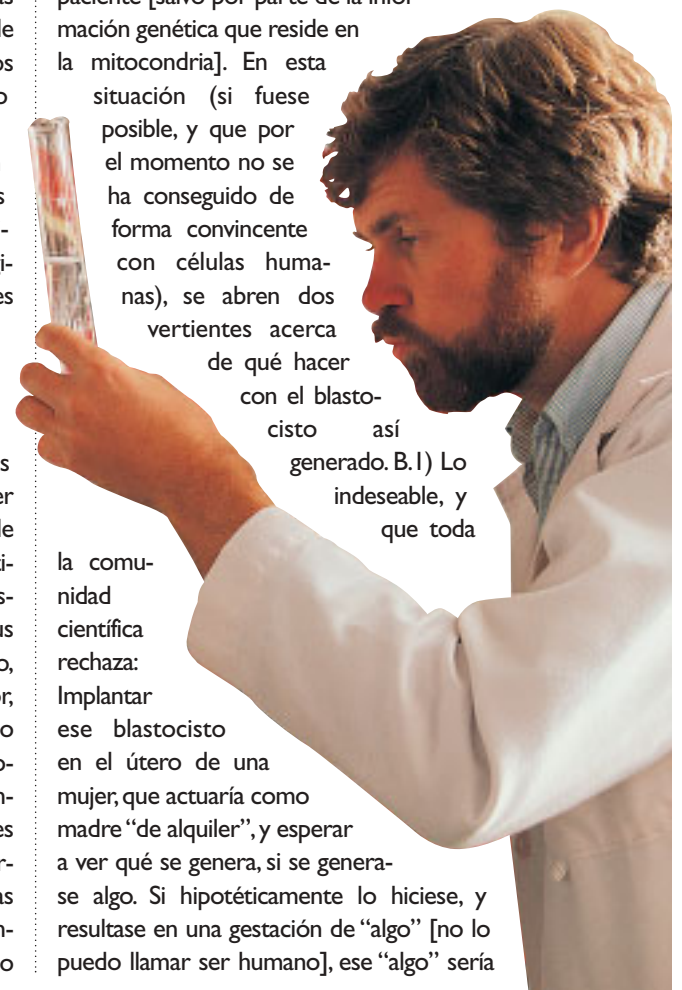 paciente [salvo por parte de la infor
mación genética que reside en
la mitocondria]. En esta
situación (si fuese
posible, y que por
el momento no se
ha conseguido de
forma convincente
con células huma-
nas), se abren dos
vertientes acerca
de qué hacer
con el blasto-
cisto así
generado. B.1) Lo
indeseable, y
que toda
la comu-
nidad
científica
rechaza:
Implantar
ese blastocisto
en el útero de una
mujer, que actuaría como
madre “de alquiler”, y esperar
a ver qué se genera, si se genera-
se algo. Si hipotéticamente lo hiciese, y
resultase en una gestación de “algo” [no lo
puedo llamar ser humano], ese “algo” sería